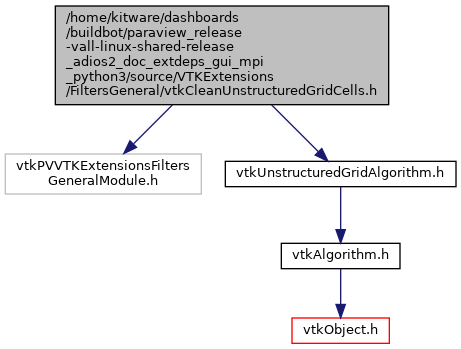 /home/kitware/dashboards
/buildbot/paraview_release
-vall-linux-shared-release
_adios2_doc_extdeps_gui_mpi
_python3/source/VTKExtensions
/FiltersGeneral/vtkCleanUnstructuredGridCells.h
vtkPVVTKExtensionsFilters
GeneralModule.h
vtkUnstructuredGridAlgorithm.h
vtkAlgorithm.h
vtkObject.h